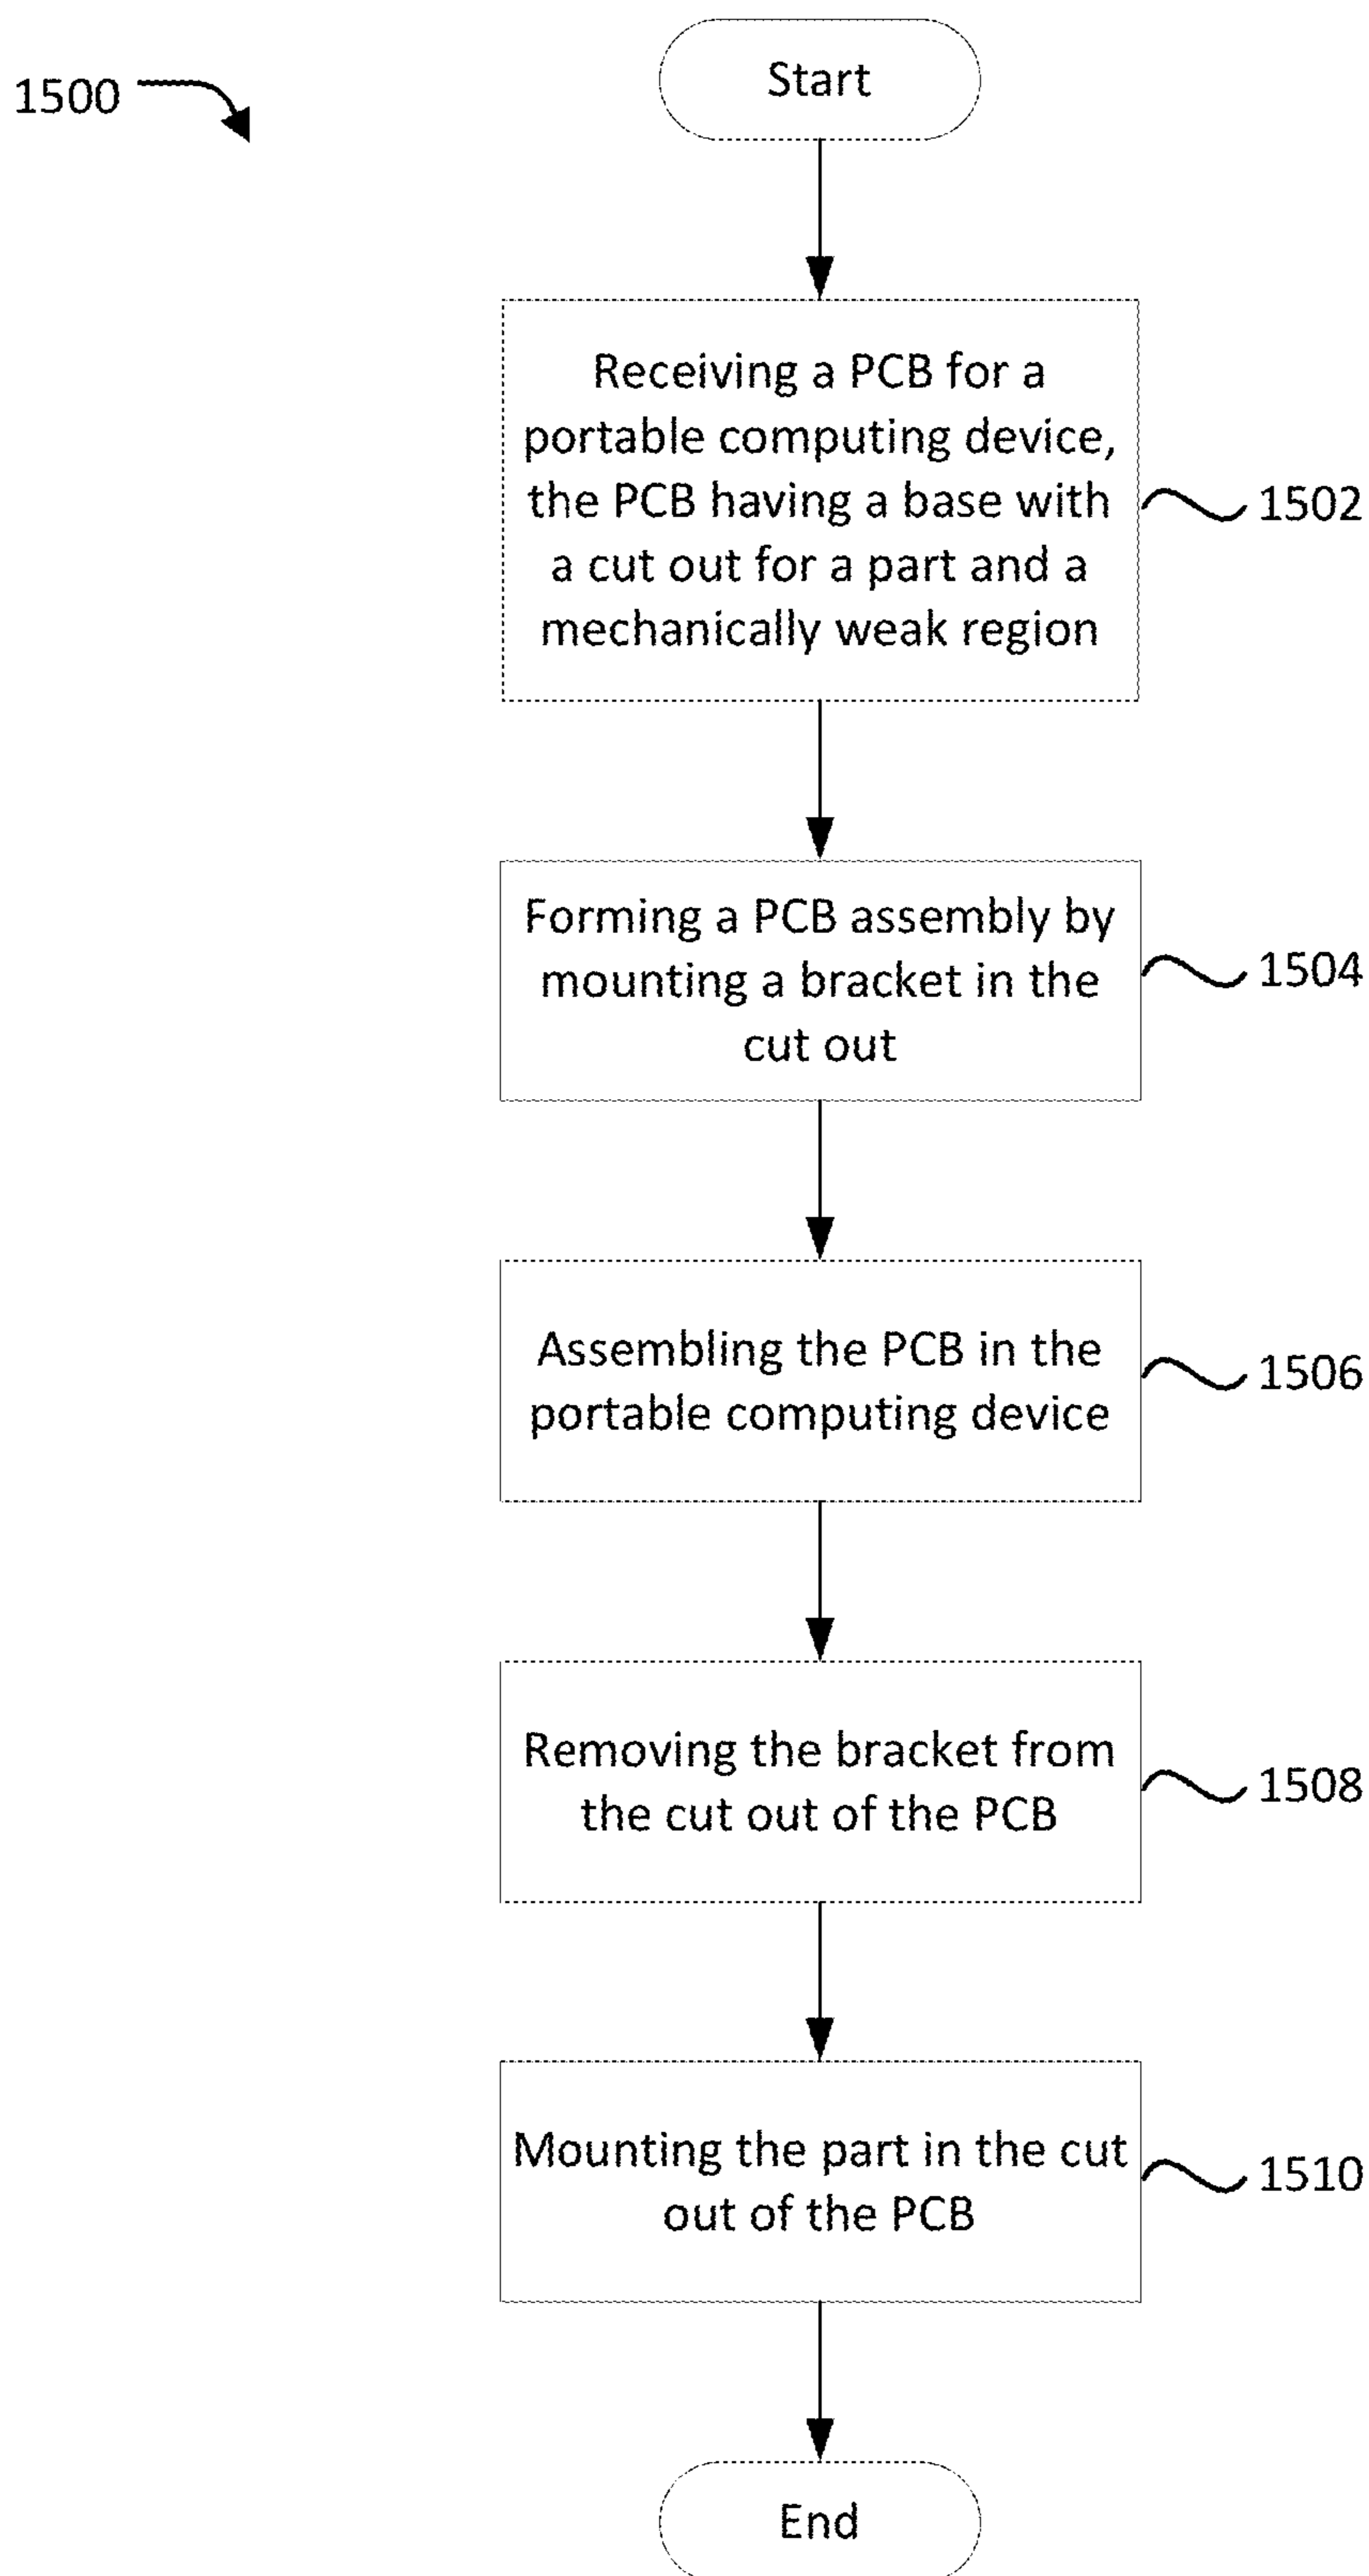 1500
Start
Receiving a PCB for a
portable computing device,
the PCB having a base with
a cut out for a part and a
mechanically weak region
1502
Forming a PCB assembly by
mounting a bracket in the
cut out
1504
Assembling the PCB in the
portable computing device
1506
Removing the bracket from
the cut out of the PCB
1508
Mounting the part in the cut
out of the PCB
1510
End